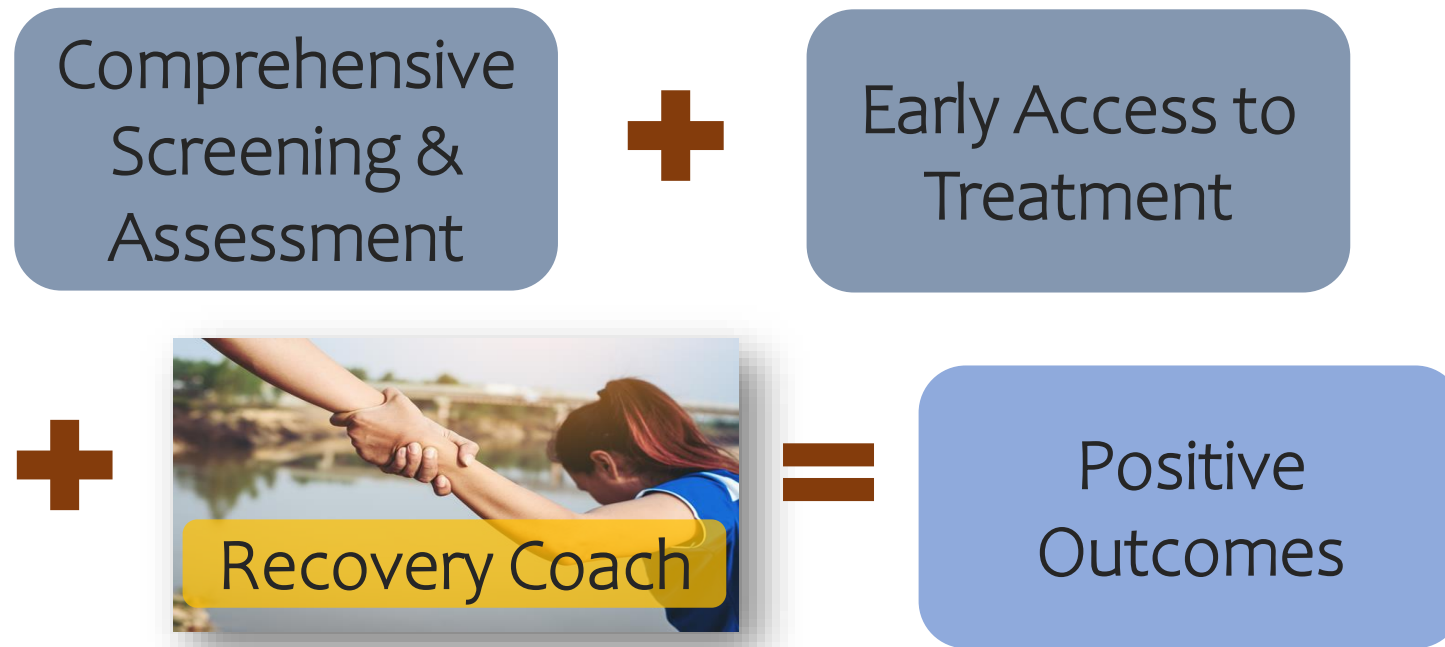 Comprehensive
Screening &
Assessment
+
Early Access to
Treatment
+
Recovery Coach
=
Positive
Outcomes